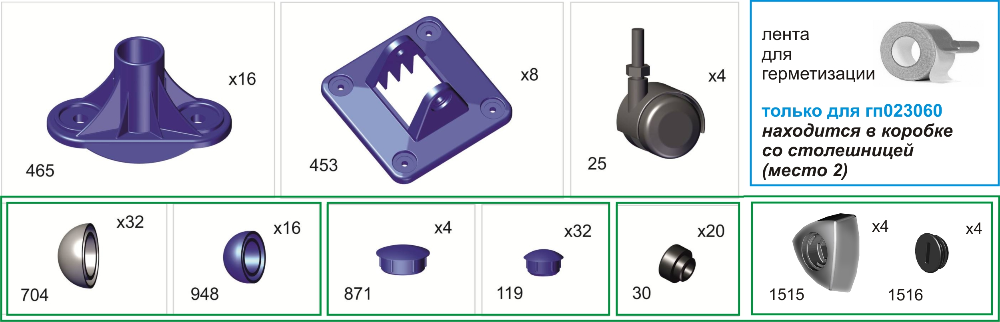 x16
465
x8
453
x4
25
лента
для
герметизации
только для гп023060
находится в коробке
со столешницей
(место 2)
x32
704
x16
948
x4
871
x32
119
x20
30
x4
1515
x4
1516